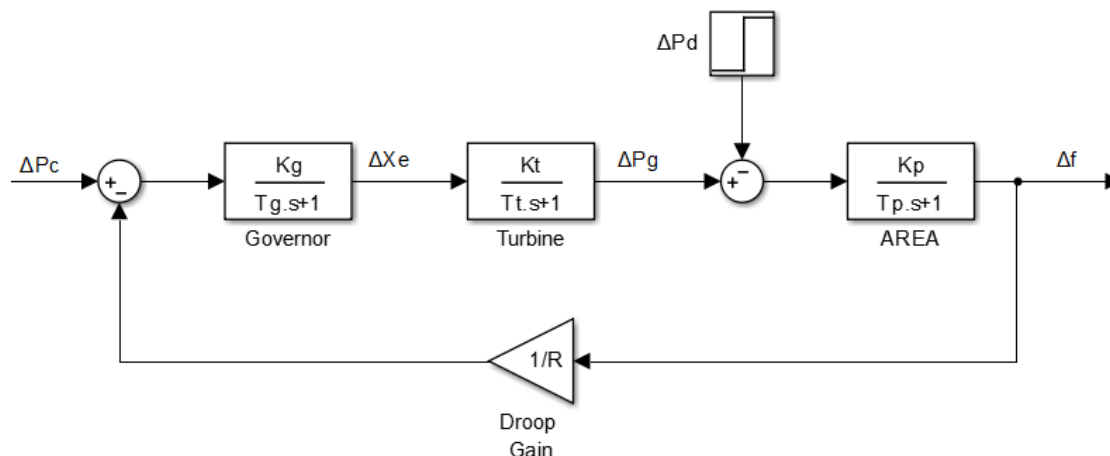 ΔPd
ΔPc
+
−
Kg
Tg.s+1
Governor
ΔXe
Kt
Tt.s+1
Turbine
ΔPg
+
−
Kp
Tp.s+1
AREA
Δf
1/R
Droop
Gain